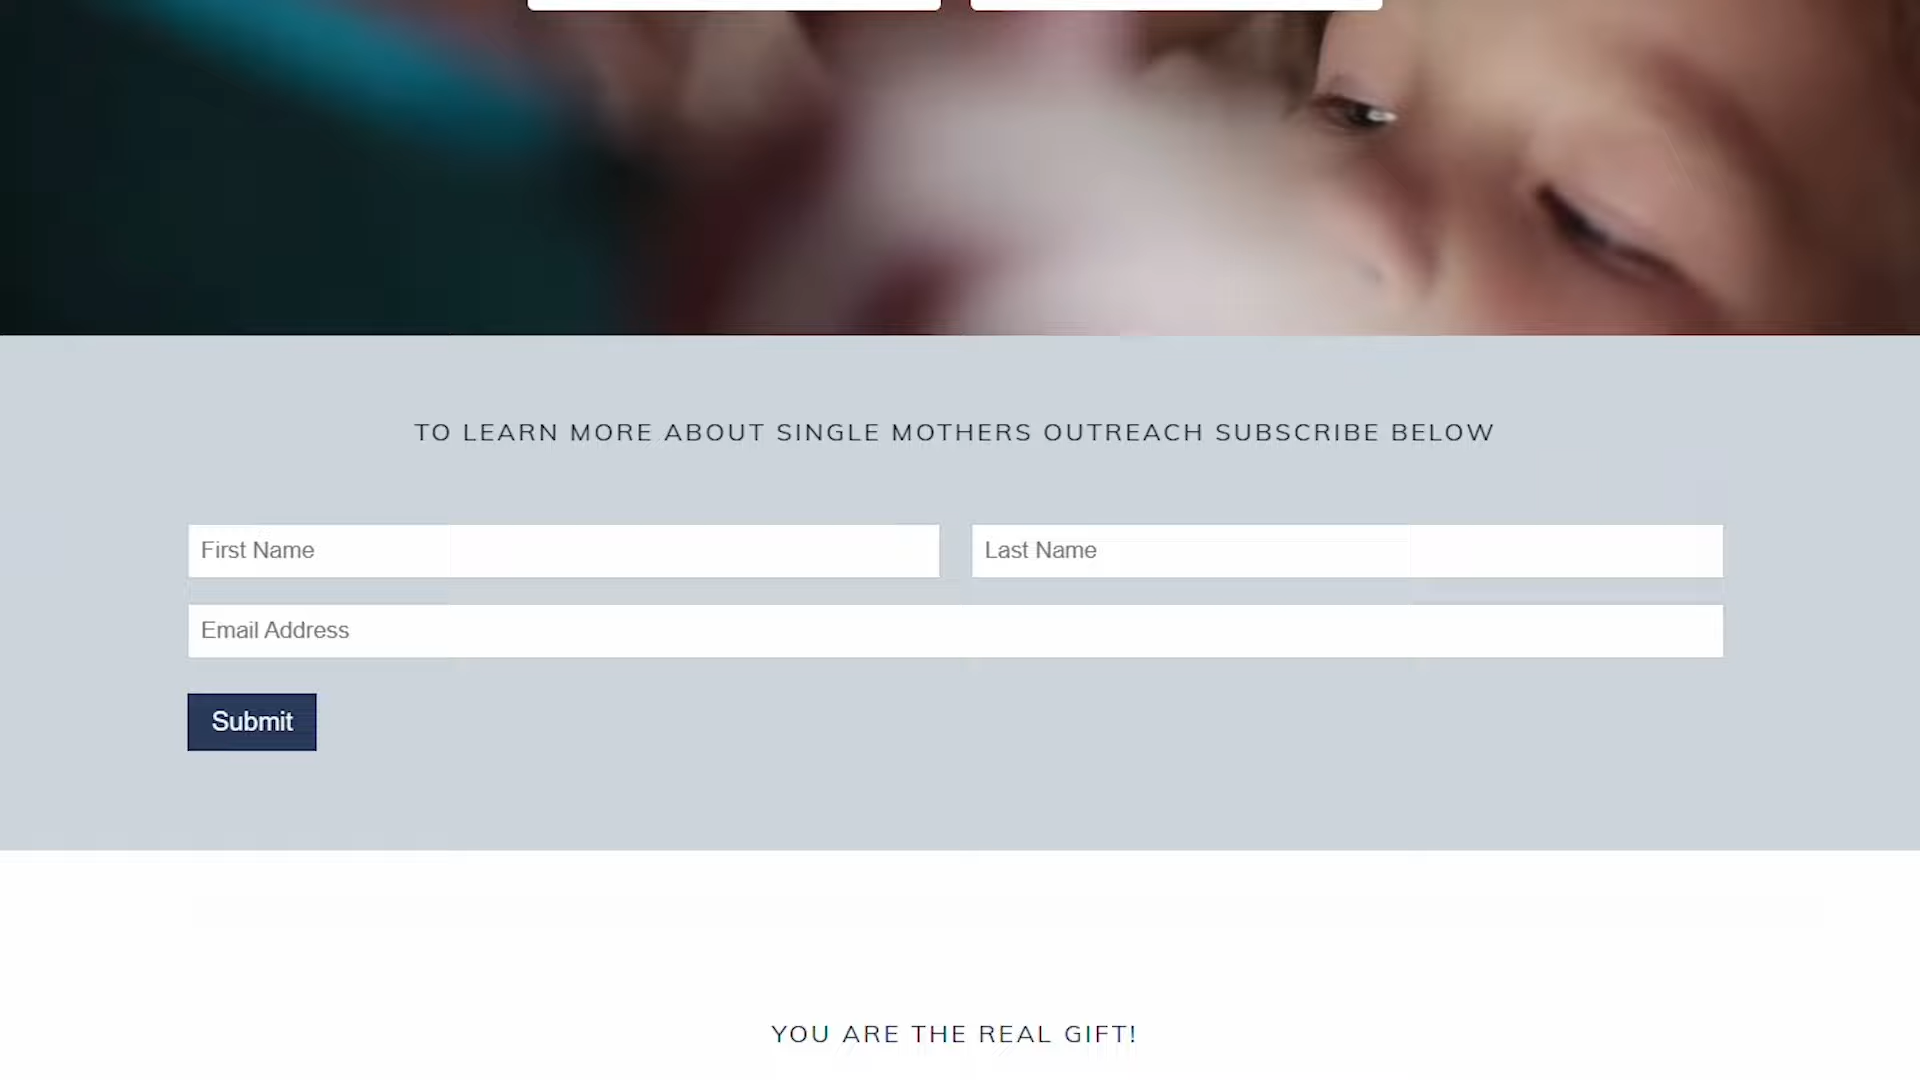 TO LEARN MORE ABOUT SINGLE MOTHERS OUTREACH SUBSCRIBE BELOW
First Name
Last Name
Email Address
Submit
YOU ARE THE REAL GIFT!